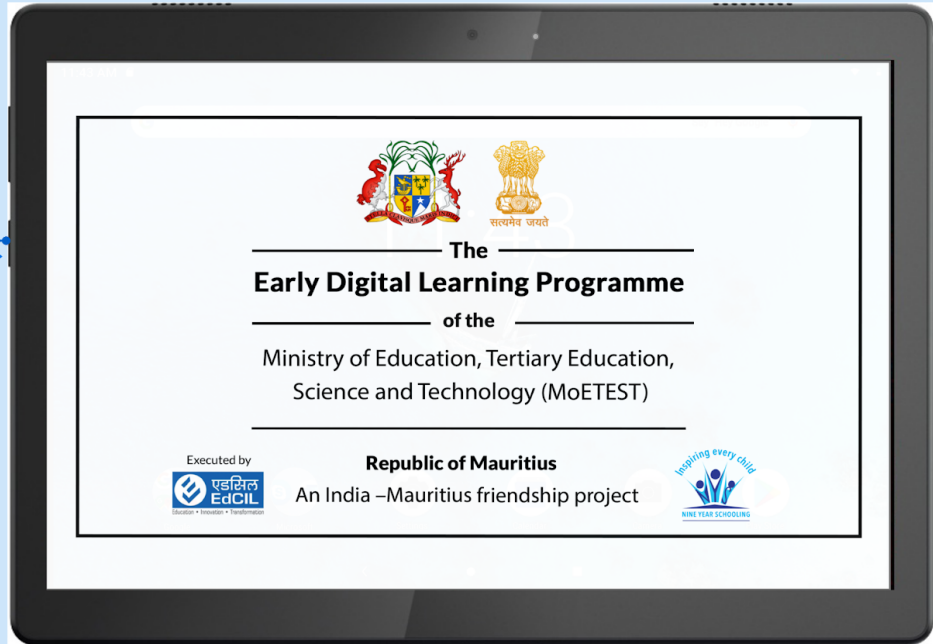 सत्यमेव जयते
The
Early Digital Learning Programme
of the
Ministry of Education, Tertiary Education,
Science and Technology (MoETEST)
Executed by
एडसिल
EdCIL
Education • Innovation • Transformation
Republic of Mauritius
An India –Mauritius friendship project
Inspiring every child
NINE YEAR SCHOOLING